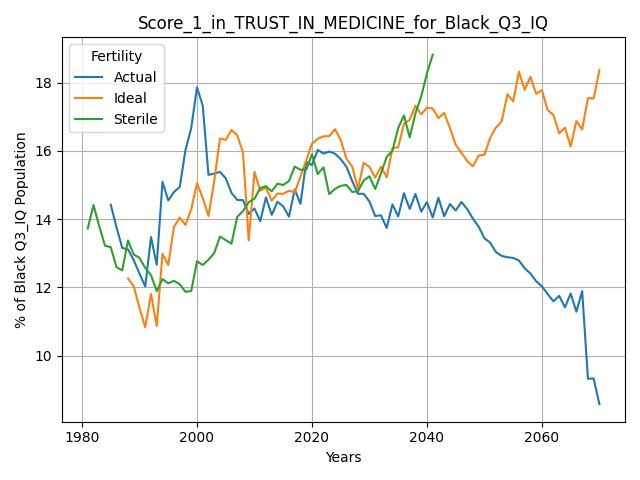 Score_1_in_TRUST_IN_MEDICINE_for_Black_Q3_IQ
Fertility
Actual
Ideal
Sterile
% of Black Q3_IQ Population
18
16
14
12
10
1980
2000
2020
2040
2060
Years